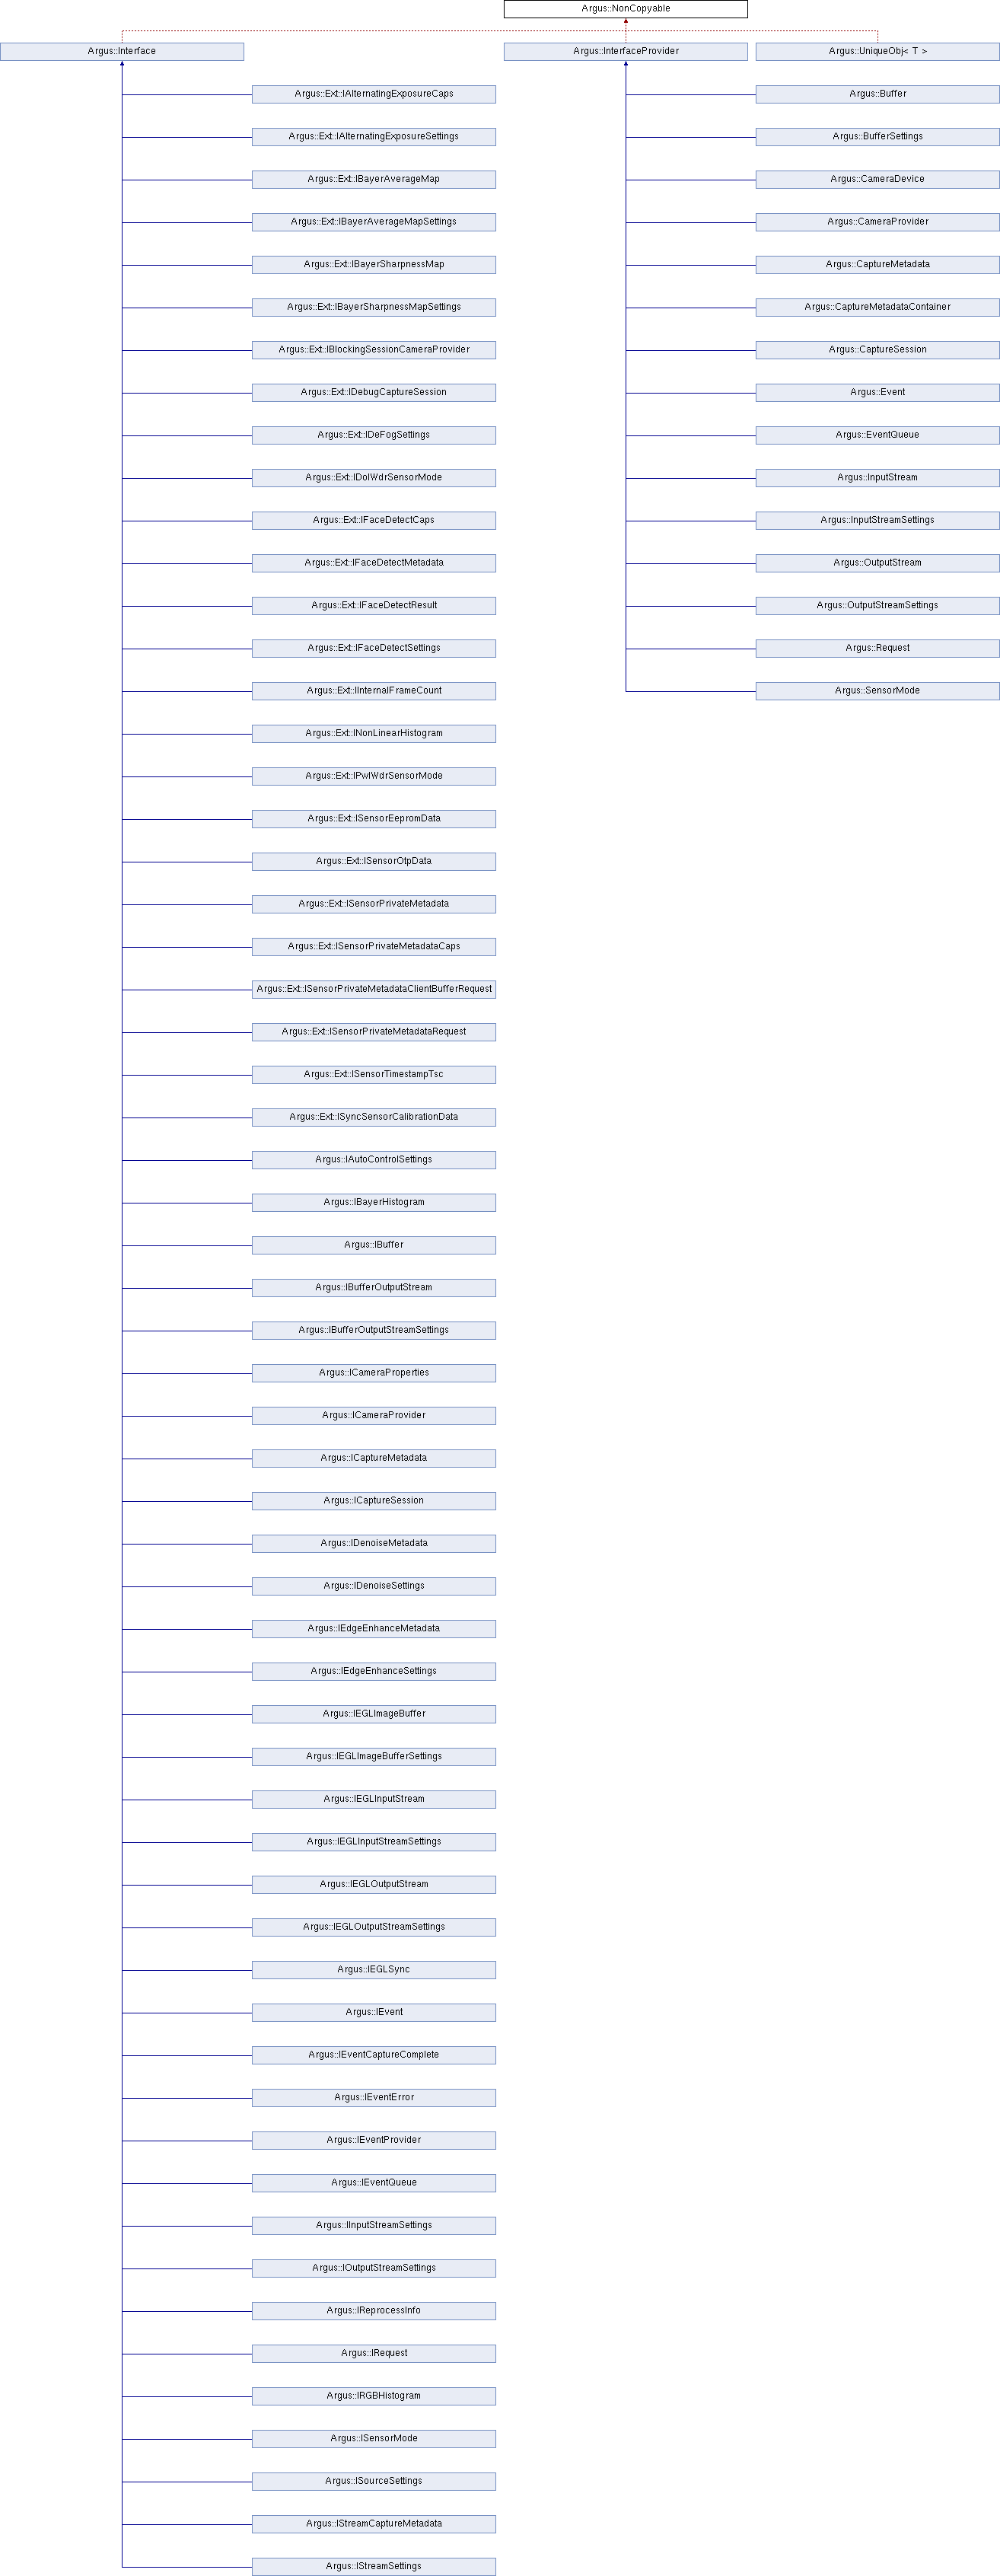 Argus::NonCopyable
Argus::Interface
Argus::InterfaceProvider
Argus::UniqueObj< T >
Argus::Ext::IAlternatingExposureCaps
Argus::Buffer
Argus::Ext::IAlternatingExposureSettings
Argus::BufferSettings
Argus::Ext::IBayerAverageMap
Argus::CameraDevice
Argus::Ext::IBayerAverageMapSettings
Argus::CameraProvider
Argus::Ext::IBayerSharpnessMap
Argus::CaptureMetadata
Argus::Ext::IBayerSharpnessMapSettings
Argus::CaptureMetadataContainer
Argus::Ext::IBlockingSessionCameraProvider
Argus::CaptureSession
Argus::Ext::IDebugCaptureSession
Argus::Event
Argus::Ext::IDeFogSettings
Argus::EventQueue
Argus::Ext::IDolWdrSensorMode
Argus::InputStream
Argus::Ext::IFaceDetectCaps
Argus::InputStreamSettings
Argus::Ext::IFaceDetectMetadata
Argus::OutputStream
Argus::Ext::IFaceDetectResult
Argus::OutputStreamSettings
Argus::Ext::IFaceDetectSettings
Argus::Request
Argus::Ext::IInternalFrameCount
Argus::SensorMode
Argus::Ext::INonLinearHistogram
Argus::Ext::IPwlWdrSensorMode
Argus::Ext::ISensorEepromData
Argus::Ext::ISensorOtpData
Argus::Ext::ISensorPrivateMetadata
Argus::Ext::ISensorPrivateMetadataCaps
Argus::Ext::ISensorPrivateMetadataClientBufferRequest
Argus::Ext::ISensorPrivateMetadataRequest
Argus::Ext::ISensorTimestampTsc
Argus::Ext::ISyncSensorCalibrationData
Argus::IAutoControlSettings
Argus::IBayerHistogram
Argus::IBuffer
Argus::IBufferOutputStream
Argus::IBufferOutputStreamSettings
Argus::ICameraProperties
Argus::ICameraProvider
Argus::ICaptureMetadata
Argus::ICaptureSession
Argus::IDenoiseMetadata
Argus::IDenoiseSettings
Argus::IEdgeEnhanceMetadata
Argus::IEdgeEnhanceSettings
Argus::IEGLImageBuffer
Argus::IEGLImageBufferSettings
Argus::IEGLInputStream
Argus::IEGLInputStreamSettings
Argus::IEGLOutputStream
Argus::IEGLOutputStreamSettings
Argus::IEGLSync
Argus::IEvent
Argus::IEventCaptureComplete
Argus::IEventError
Argus::IEventProvider
Argus::IEventQueue
Argus::IInputStreamSettings
Argus::IOutputStreamSettings
Argus::IReprocessInfo
Argus::IRequest
Argus::IRGBHistogram
Argus::ISensorMode
Argus::ISourceSettings
Argus::IStreamCaptureMetadata
Argus::IStreamSettings